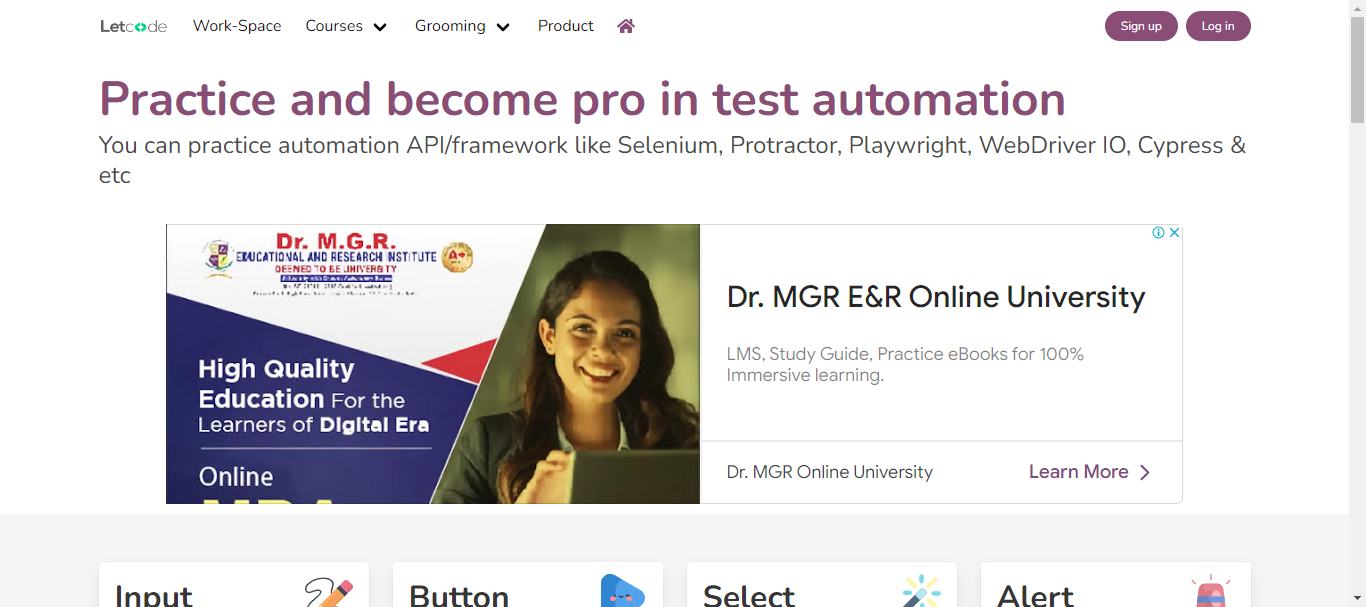 Letcode
Work-Space
Courses
Grooming
Product
Sign up
Log in
Practice and become pro in test automation
You can practice automation API/framework like Selenium, Protractor, Playwright, WebDriver IO, Cypress &
etc
Dr. M.G.R.
EDUCATIONAL AND RESEARCH INSTITUTE
DEEMED TO BE UNIVERSITY
A+
High Quality
Education For the
Learners of Digital Era
Online
MBA
Dr. MGR E&R Online University
LMS, Study Guide, Practice eBooks for 100%
Immersive learning.
Dr. MGR Online University
Learn More
Input
Button
Select
Alert